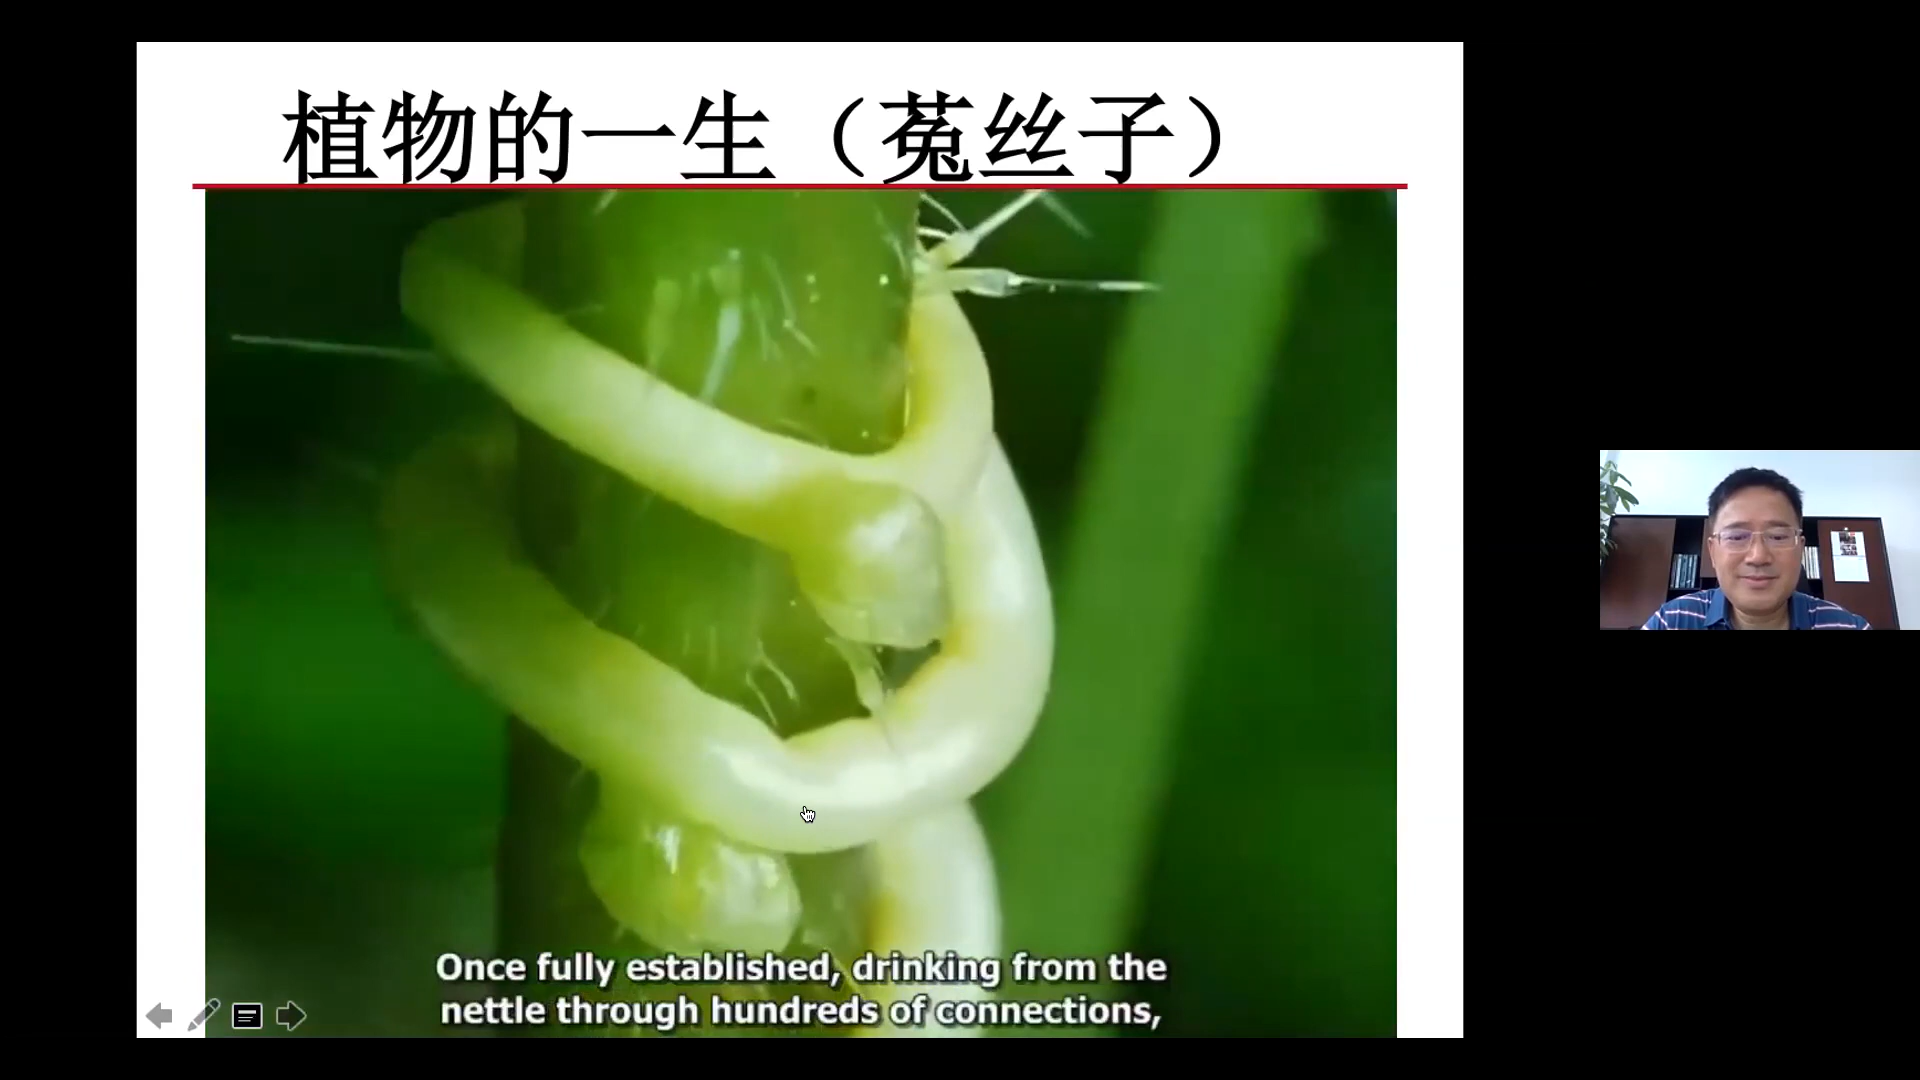 植物的一生（菟丝子）
Once fully established, drinking from the
nettle through hundreds of connections,